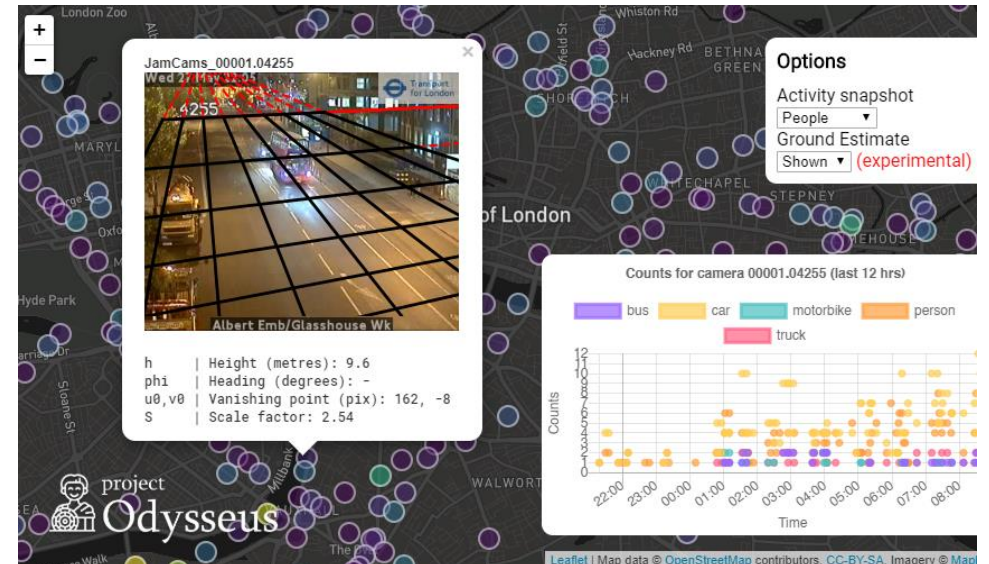 London Zoo
Whiston Rd
Hackney Rd
BETHNA
GREEN
+
−
×
JamCams_00001.04255
4255
Transport
for London
Albert Emb/Glasshouse Wk
h | Height (metres): 9.6
phi | Heading (degrees): -
u0,v0 | Vanishing point (pix): 162, -8
S | Scale factor: 2.54
Options
Activity snapshot
People
Ground Estimate
Shown (experimental)
MARYL
Hyde Park
Sloane St
Millbank
of London
STEPNEY
WALWORT
Counts for camera 00001.04255 (last 12 hrs)
bus
car
motorbike
person
truck
Counts
12
10
9
8
7
6
5
4
3
2
1
0
22:00
23:00
00:00
01:00
02:00
03:00
04:00
05:00
06:00
07:00
08:00
Time
project
Odysseus
Leaflet | Map data © OpenStreetMap contributors, CC-BY-SA, Imagery © Map